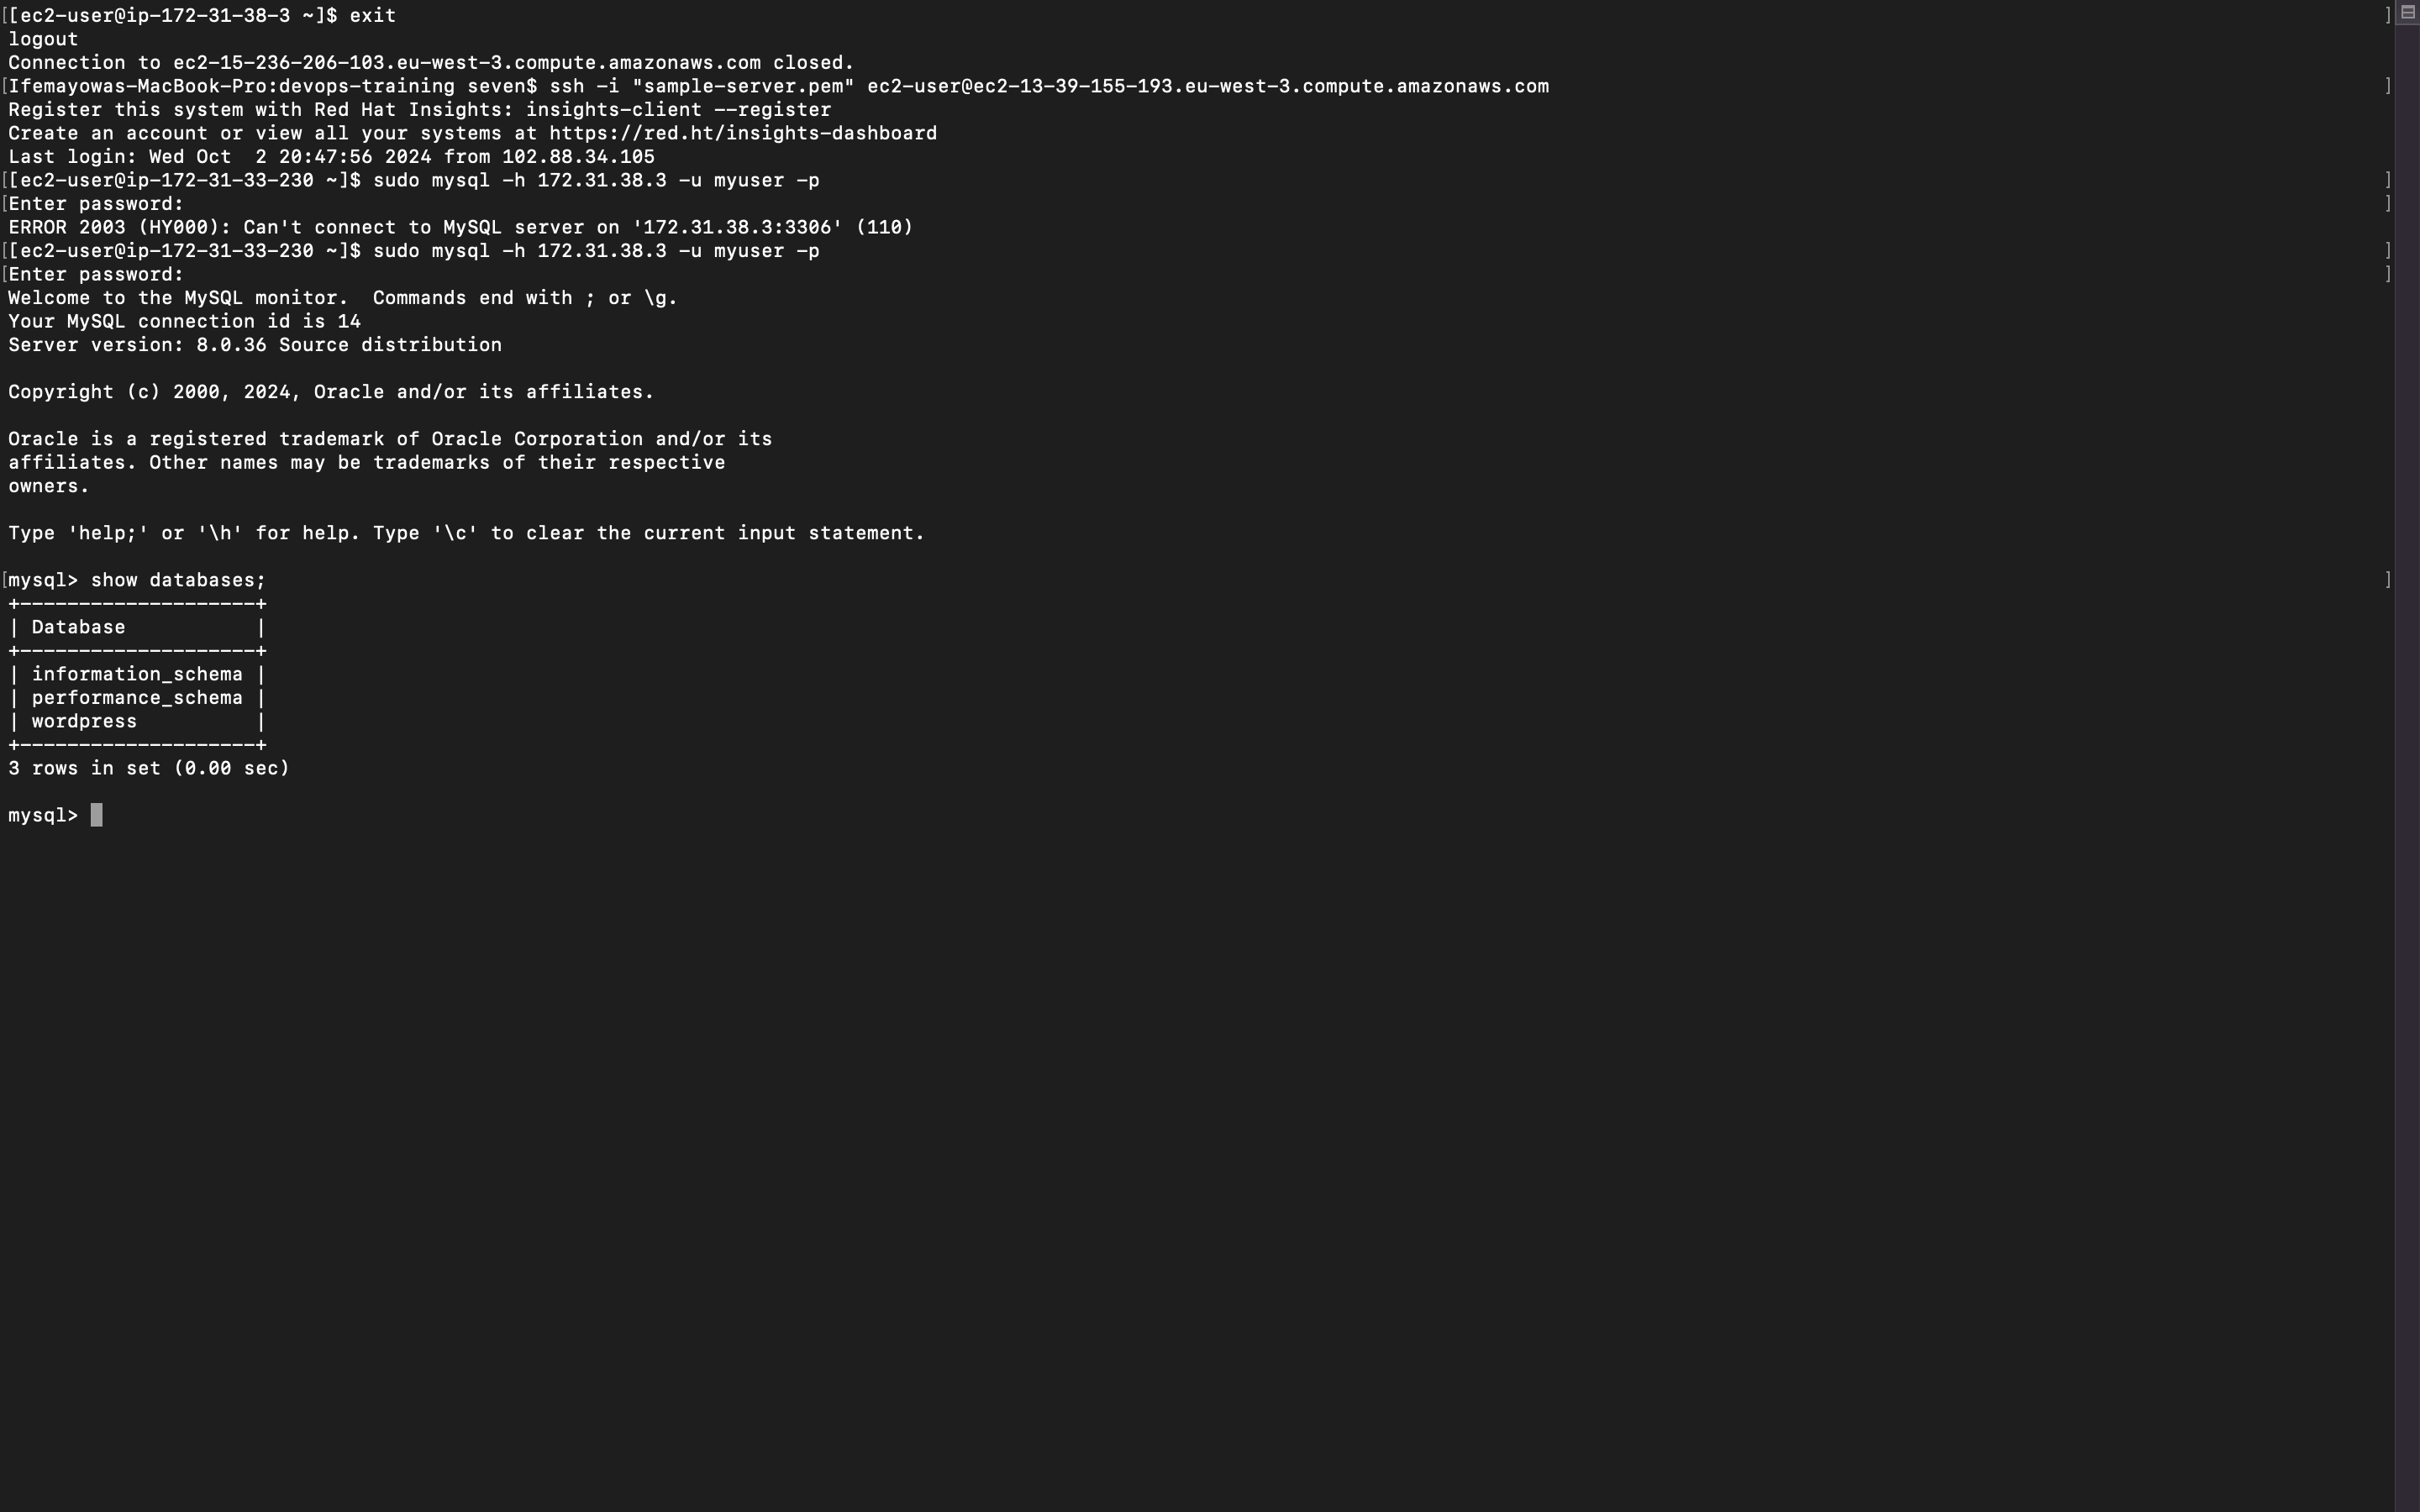 [[ec2-user@ip-172-31-38-3 ~]$ exit ]
logout
Connection to ec2-15-236-206-103.eu-west-3.compute.amazonaws.com closed.
[Ifemayowas-MacBook-Pro:devops-training seven$ ssh -i "sample-server.pem" ec2-user@ec2-13-39-155-193.eu-west-3.compute.amazonaws.com ]
Register this system with Red Hat Insights: insights-client --register
Create an account or view all your systems at https://red.ht/insights-dashboard
Last login: Wed Oct  2 20:47:56 2024 from 102.88.34.105
[[ec2-user@ip-172-31-33-230 ~]$ sudo mysql -h 172.31.38.3 -u myuser -p ]
[Enter password: ]
ERROR 2003 (HY000): Can't connect to MySQL server on '172.31.38.3:3306' (110)
[[ec2-user@ip-172-31-33-230 ~]$ sudo mysql -h 172.31.38.3 -u myuser -p ]
[Enter password: ]
Welcome to the MySQL monitor.  Commands end with ; or \g.
Your MySQL connection id is 14
Server version: 8.0.36 Source distribution
Copyright (c) 2000, 2024, Oracle and/or its affiliates.
Oracle is a registered trademark of Oracle Corporation and/or its
affiliates. Other names may be trademarks of their respective
owners.
Type 'help;' or '\h' for help. Type '\c' to clear the current input statement.
[mysql> show databases; ]
+--------------------+
| Database           |
+--------------------+
| information_schema |
| performance_schema |
| wordpress          |
+--------------------+
3 rows in set (0.00 sec)
mysql>